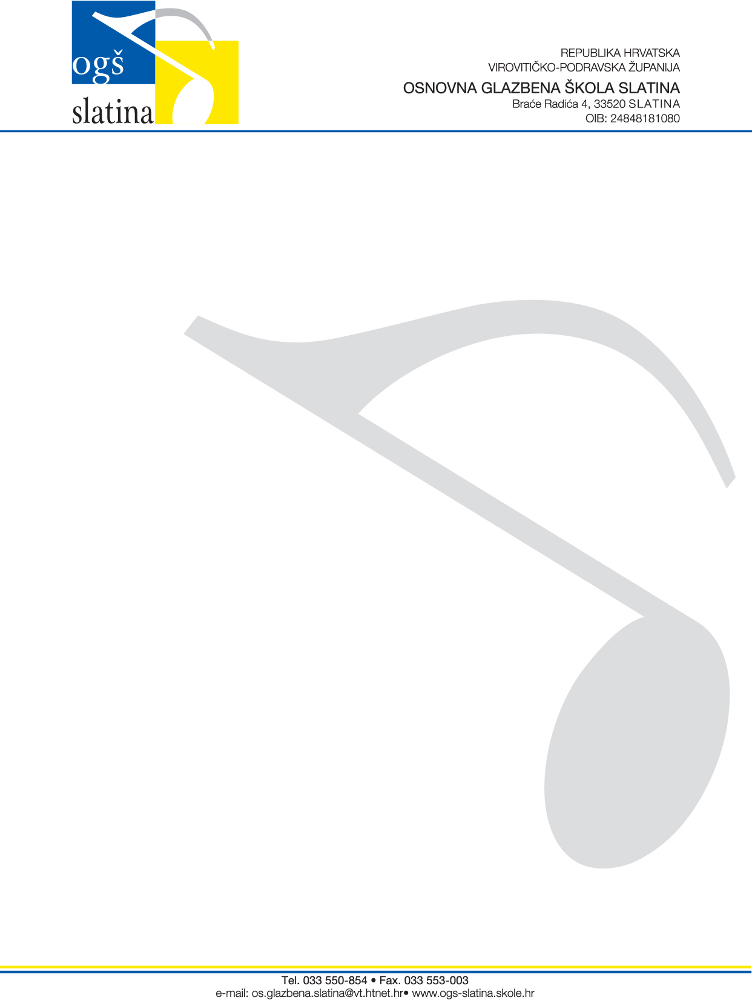 ogš
slatina
REPUBLIKA HRVATSKA
VIROVITIČKO-PODRAVSKA ŽUPANIJA
OSNOVNA GLAZBENA ŠKOLA SLATINA
Braće Radića 4, 33520 SLATINA
OIB: 24848181080
Tel. 033 550-854 • Fax. 033 553-003
e-mail: os.glazbena.slatina@vt.htnet.hr• www.ogs-slatina.skole.hr